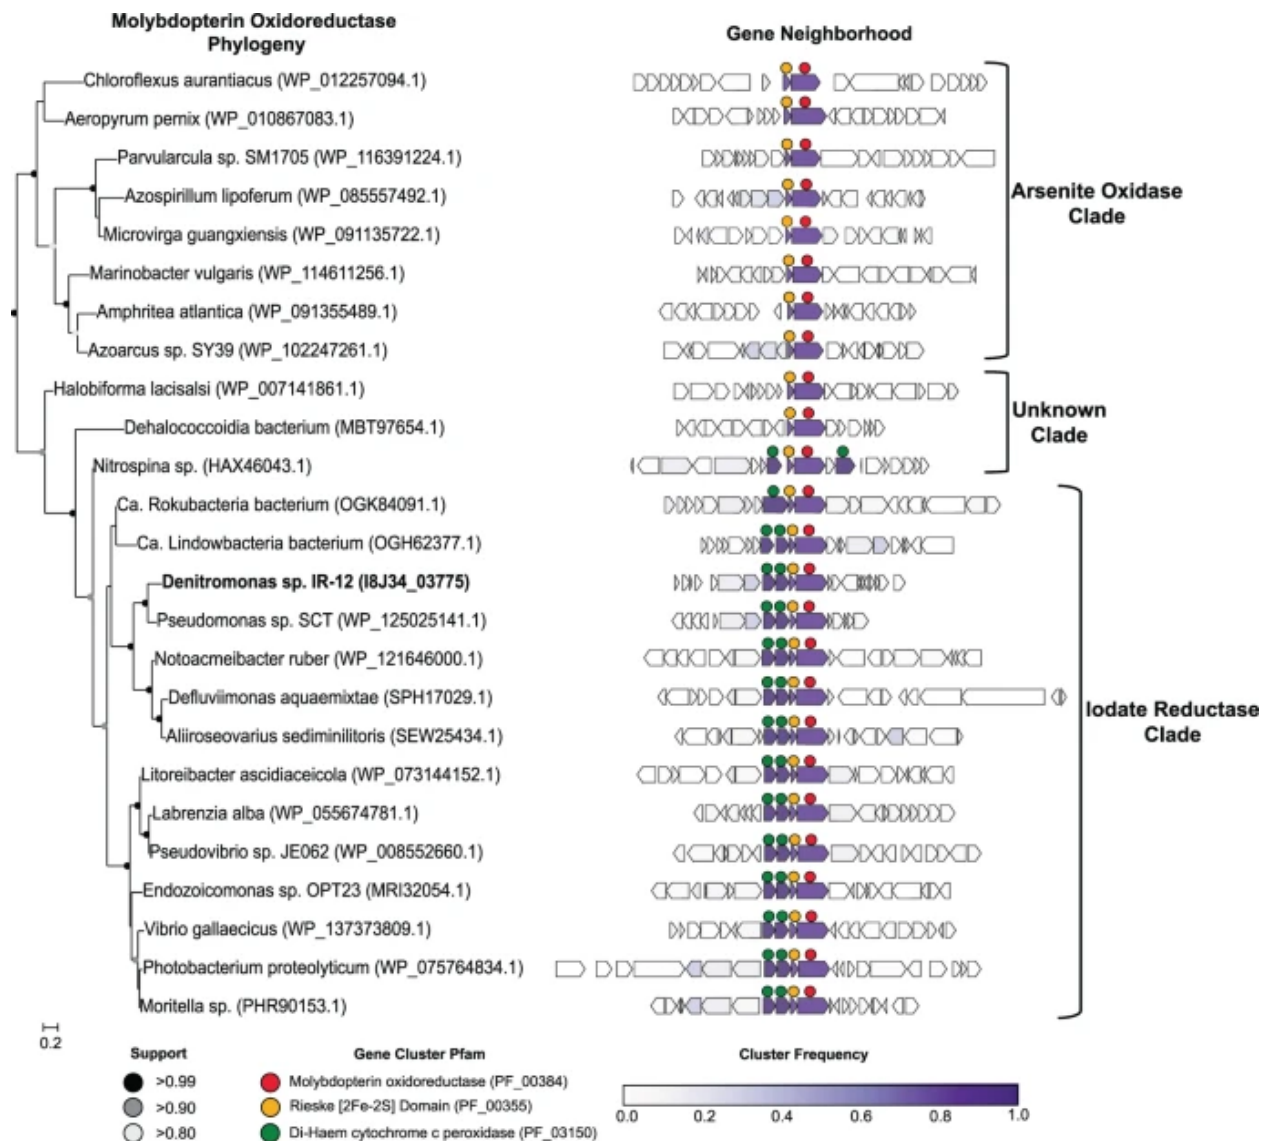 Molybdopterin Oxidoreductase
Phylogeny
Gene Neighborhood
Chloroflexus aurantiacus (WP_012257094.1)
Aeropyrum pernix (WP_010867083.1)
Parvularcula sp. SM1705 (WP_116391224.1)
Azospirillum lipoferum (WP_085557492.1)
Microvirga guangxiensis (WP_091135722.1)
Marinobacter vulgaris (WP_114611256.1)
Amphritea atlantica (WP_091355489.1)
Azoarcus sp. SY39 (WP_102247261.1)
Arsenite Oxidase
Clade
Halobiforma lacisalsi (WP_007141861.1)
Dehalococcoidia bacterium (MBT97654.1)
Nitrospina sp. (HAX46043.1)
Unknown
Clade
Ca. Rokubacteria bacterium (OGK84091.1)
Ca. Lindowbacteria bacterium (OGH62377.1)
Denitromonas sp. IR-12 (I8J34_03775)
Pseudomonas sp. SCT (WP_125025141.1)
Notoacmeibacter ruber (WP_121646000.1)
Defluviimonas aquaemixtae (SPH17029.1)
Aliiroseovarius sediminilitoris (SEW25434.1)
Litoreibacter ascidiaceicola (WP_073144152.1)
Labrenzia alba (WP_055674781.1)
Pseudovibrio sp. JE062 (WP_008552660.1)
Endozoicomonas sp. OPT23 (MRI32054.1)
Vibrio gallaecicus (WP_137373809.1)
Photobacterium proteolyticum (WP_075764834.1)
Moritella sp. (PHR90153.1)
Iodate Reductase
Clade
0.2
Support
>0.99
>0.90
>0.80
Gene Cluster Pfam
Molybdopterin oxidoreductase (PF_00384)
Rieske [2Fe-2S] Domain (PF_00355)
Di-Haem cytochrome c peroxidase (PF_03150)
Cluster Frequency
0.0 0.2 0.4 0.6 0.8 1.0